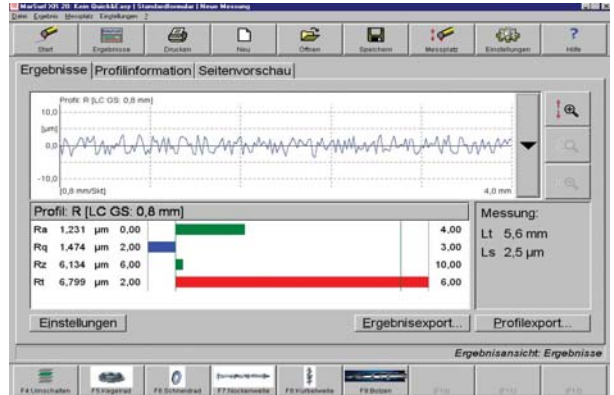 MarSurf XR 20: Kein Quick&Easy | Standardformular | Neue Messung
Datei Ergebnis Messplatz Einstellungen ?
Start Ergebnisse Drucken Neu Öffnen Speichern Messplatz Einstellungen Hilfe
Ergebnisse Profilinformation Seitenvorschau
Profil: R [LC GS: 0,8 mm]
10,0
[µm]
0,0
-10,0
[0,8 mm/Skt] 4,0 mm
Profil: R [LC GS: 0,8 mm]
Ra 1,231 µm 0,00 4,00
Rq 1,474 µm 2,00 3,00
Rz 6,134 µm 6,00 10,00
Rt 6,799 µm 2,00 6,00
Messung:
Lt 5,6 mm
Ls 2,5 µm
Einstellungen Ergebnisexport... Profilexport...
Ergebnisansicht: Ergebnisse
F4 Umschalten F5 Kegelrad F6 Schneidrad F7 Nockenwelle F8 Kurbelwelle F9 Bolzen (F10) (F11) (F12)